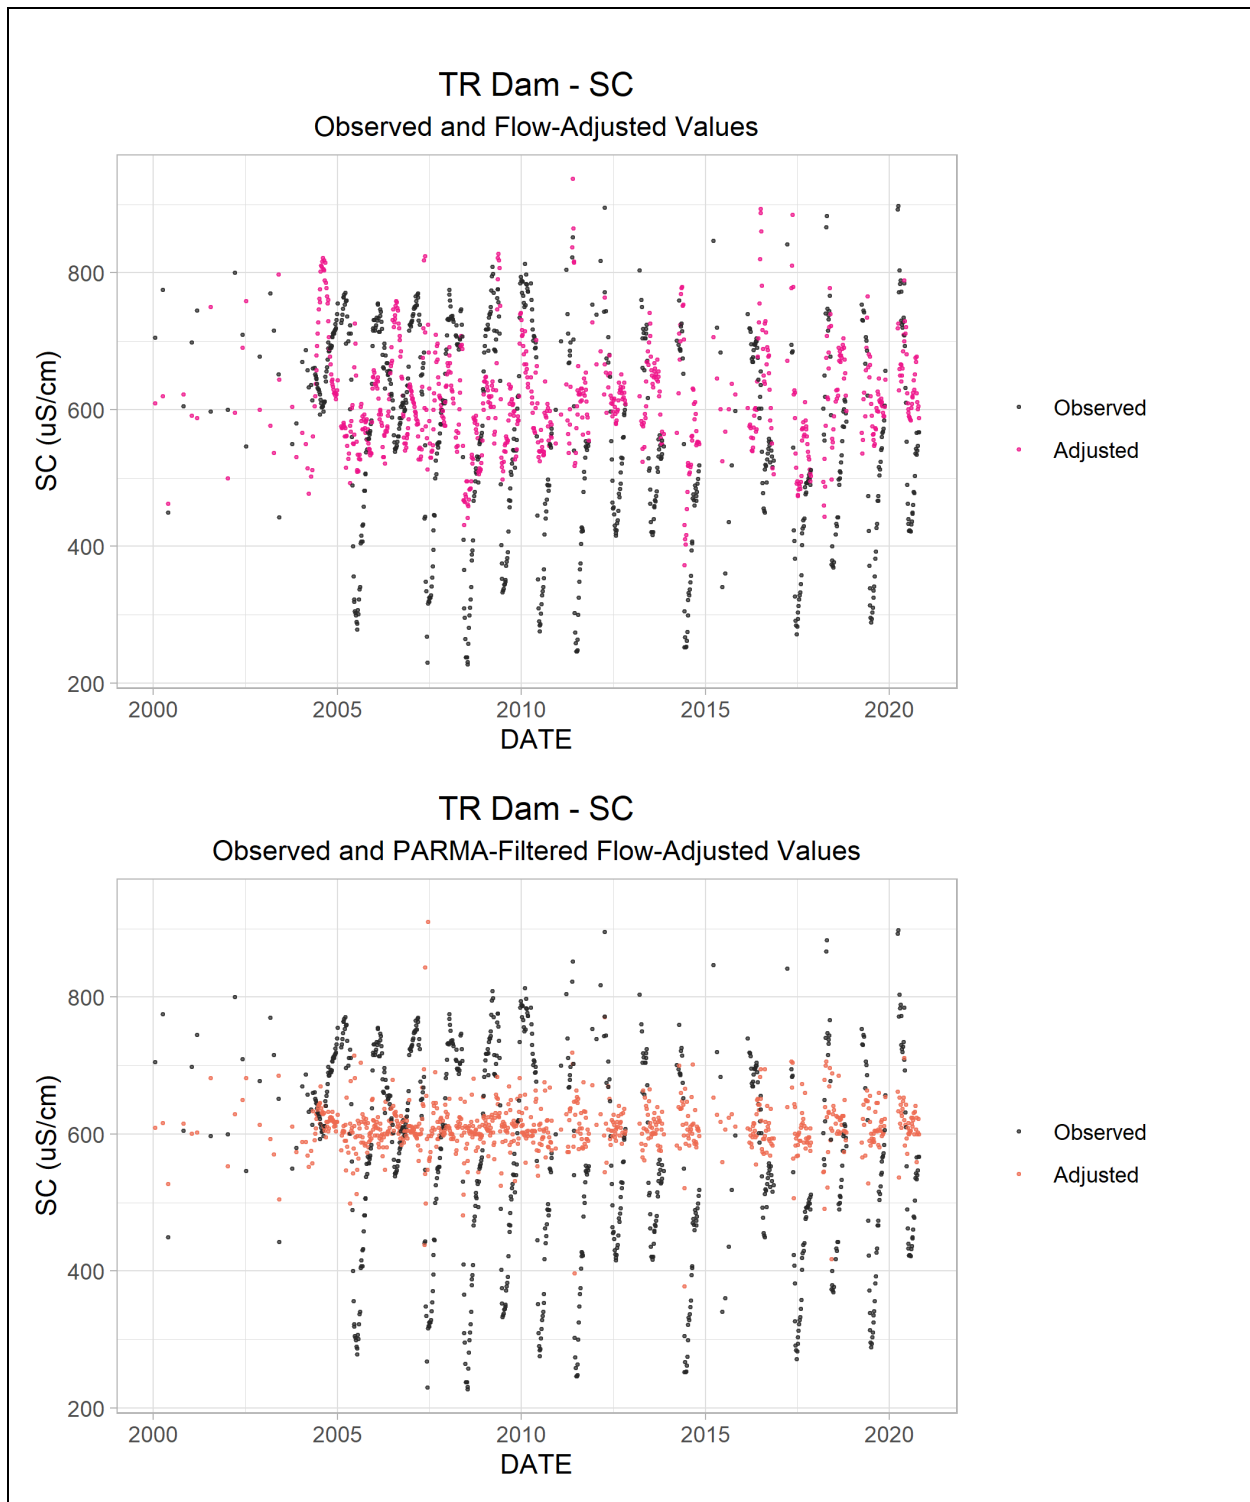 TR Dam - SC
Observed and Flow-Adjusted Values
800
600
400
200
SC (uS/cm)
2000 2005 2010 2015 2020
DATE
Observed
Adjusted
TR Dam - SC
Observed and PARMA-Filtered Flow-Adjusted Values
800
600
400
200
SC (uS/cm)
2000 2005 2010 2015 2020
DATE
Observed
Adjusted